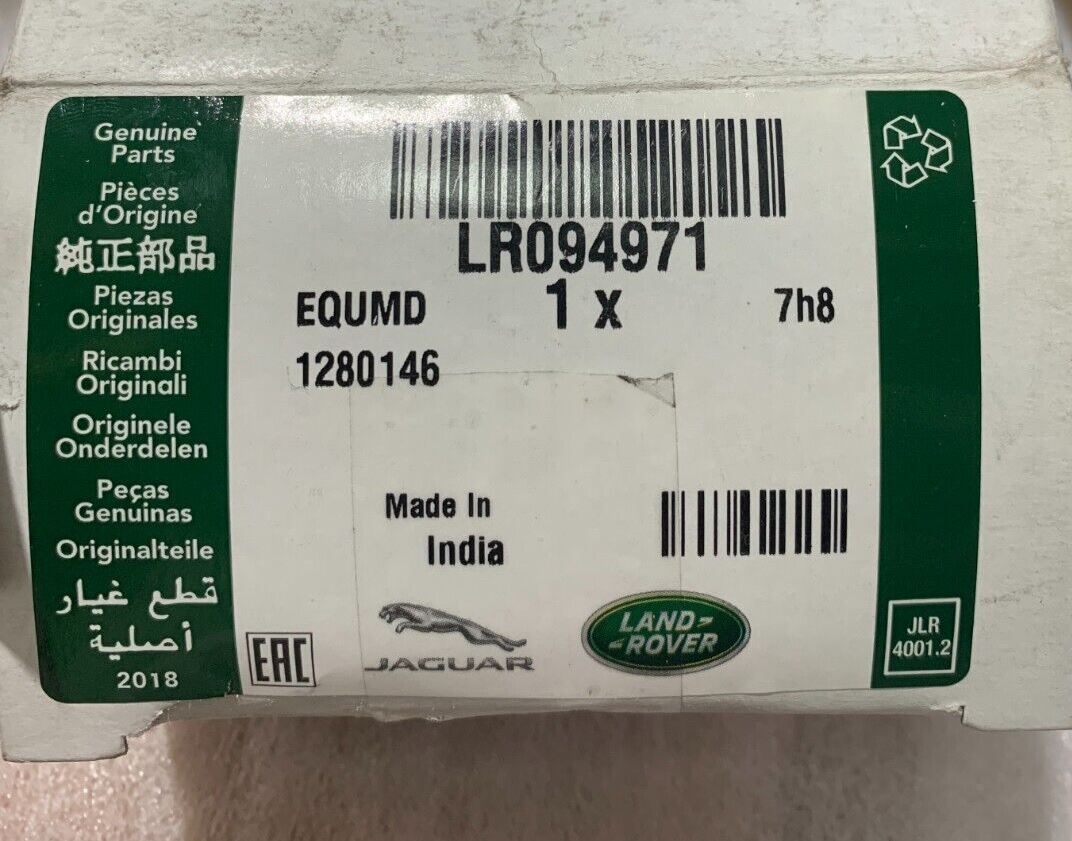 Genuine
Parts
Pièces
d'Origine
純正部品
Piezas
Originales
Ricambi
Originali
Originele
Onderdelen
Peças
Genuinas
Originalteile
قطع غيار
أصلية
2018
LR094971
EQUMD 1 x 7h8
1280146
Made In
India
EAC
JAGUAR
LAND-
-ROVER
JLR
4001.2